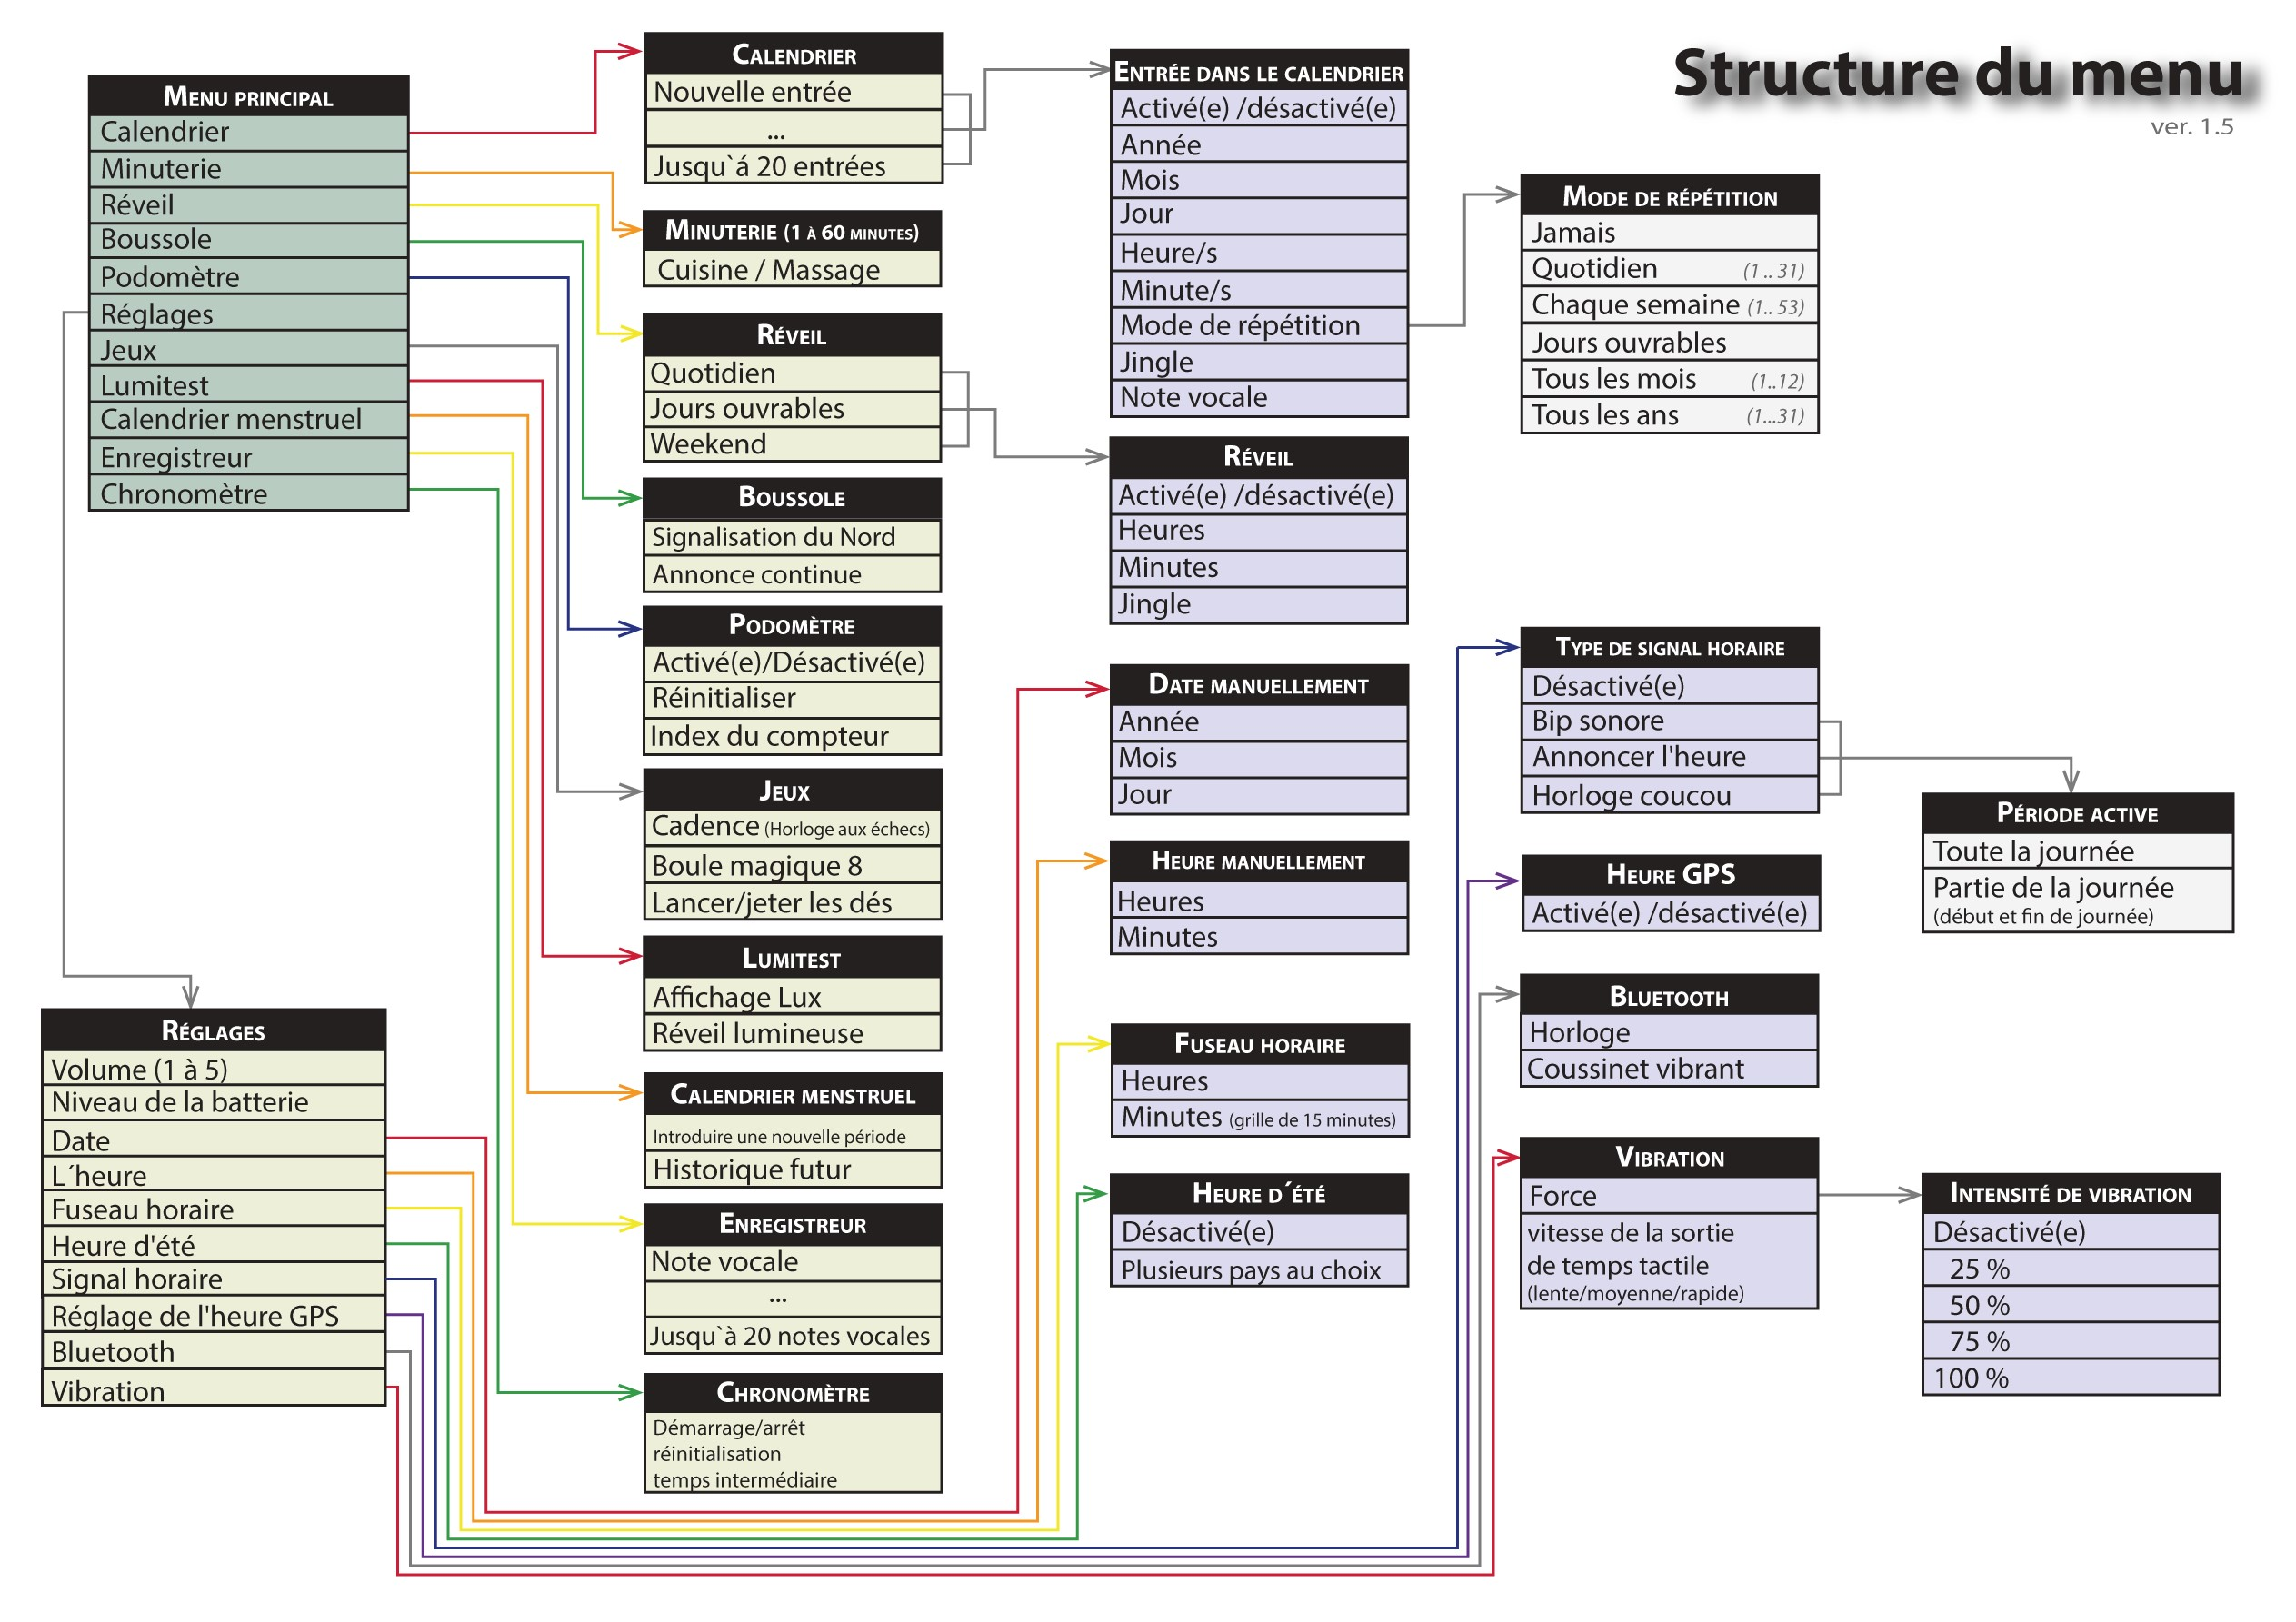 Structure du menu
ver. 1.5
MENU PRINCIPAL
Calendrier
Minuterie
Réveil
Boussole
Podomètre
Réglages
Jeux
Lumitest
Calendrier menstruel
Enregistreur
Chronomètre
RÉGLAGES
Volume (1 à 5)
Niveau de la batterie
Date
L´heure
Fuseau horaire
Heure d'été
Signal horaire
Réglage de l'heure GPS
Bluetooth
Vibration
CALENDRIER
Nouvelle entrée
...
Jusqu`á 20 entrées
MINUTERIE (1 À 60 MINUTES)
Cuisine / Massage
RÉVEIL
Quotidien
Jours ouvrables
Weekend
BOUSSOLE
Signalisation du Nord
Annonce continue
PODOMÈTRE
Activé(e)/Désactivé(e)
Réinitialiser
Index du compteur
JEUX
Cadence (Horloge aux échecs)
Boule magique 8
Lancer/jeter les dés
LUMITEST
Affichage Lux
Réveil lumineuse
CALENDRIER MENSTRUEL
Introduire une nouvelle période
Historique futur
ENREGISTREUR
Note vocale
...
Jusqu`à 20 notes vocales
CHRONOMÈTRE
Démarrage/arrêt
réinitialisation
temps intermédiaire
ENTRÉE DANS LE CALENDRIER
Activé(e) /désactivé(e)
Année
Mois
Jour
Heure/s
Minute/s
Mode de répétition
Jingle
Note vocale
RÉVEIL
Activé(e) /désactivé(e)
Heures
Minutes
Jingle
DATE MANUELLEMENT
Année
Mois
Jour
HEURE MANUELLEMENT
Heures
Minutes
FUSEAU HORAIRE
Heures
Minutes (grille de 15 minutes)
HEURE D´ÉTÉ
Désactivé(e)
Plusieurs pays au choix
MODE DE RÉPÉTITION
Jamais
Quotidien (1 .. 31)
Chaque semaine (1.. 53)
Jours ouvrables
Tous les mois (1..12)
Tous les ans (1...31)
TYPE DE SIGNAL HORAIRE
Désactivé(e)
Bip sonore
Annoncer l'heure
Horloge coucou
HEURE GPS
Activé(e) /désactivé(e)
BLUETOOTH
Horloge
Coussinet vibrant
VIBRATION
Force
vitesse de la sortie
de temps tactile
(lente/moyenne/rapide)
PÉRIODE ACTIVE
Toute la journée
Partie de la journée
(début et fin de journée)
INTENSITÉ DE VIBRATION
Désactivé(e)
25 %
50 %
75 %
100 %